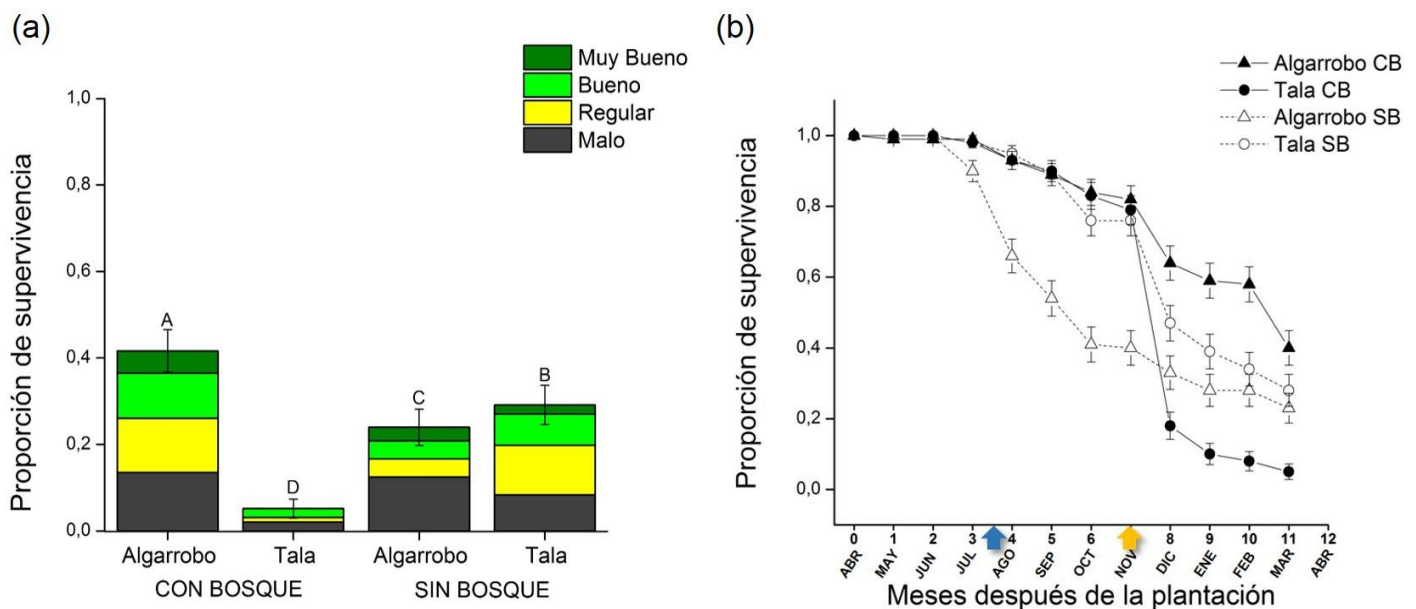 (a)
Muy Bueno
Bueno
Regular
Malo
Proporción de supervivencia
1,0
0,8
0,6
0,4
0,2
0,0
A
D
C
B
Algarrobo Tala Algarrobo Tala
CON BOSQUE SIN BOSQUE
(b)
Algarrobo CB
Tala CB
Algarrobo SB
Tala SB
Proporción de supervivencia
1,0
0,8
0,6
0,4
0,2
0,0
0 1 2 3 4 5 6 8 9 10 11 12
ABR MAY JUN JUL AGO SEP OCT NOV DIC ENE FEB MAR ABR
Meses después de la plantación